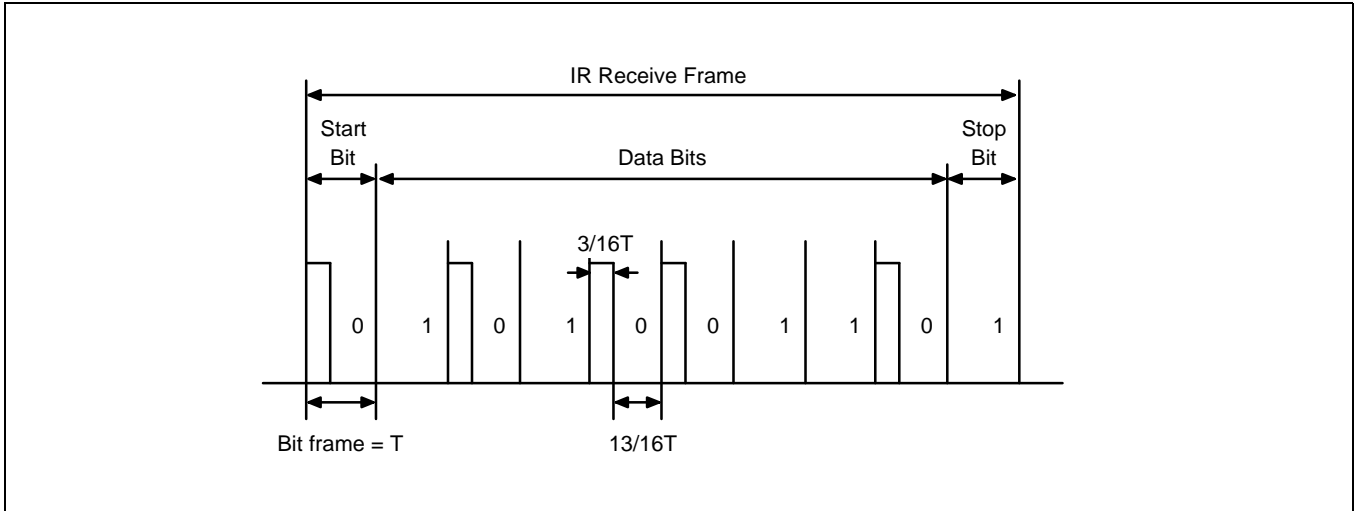 IR Receive Frame
Start
Bit
Data Bits
Stop
Bit
3/16T
0 1 0 1 0 0 1 1 0 1
Bit frame = T
13/16T